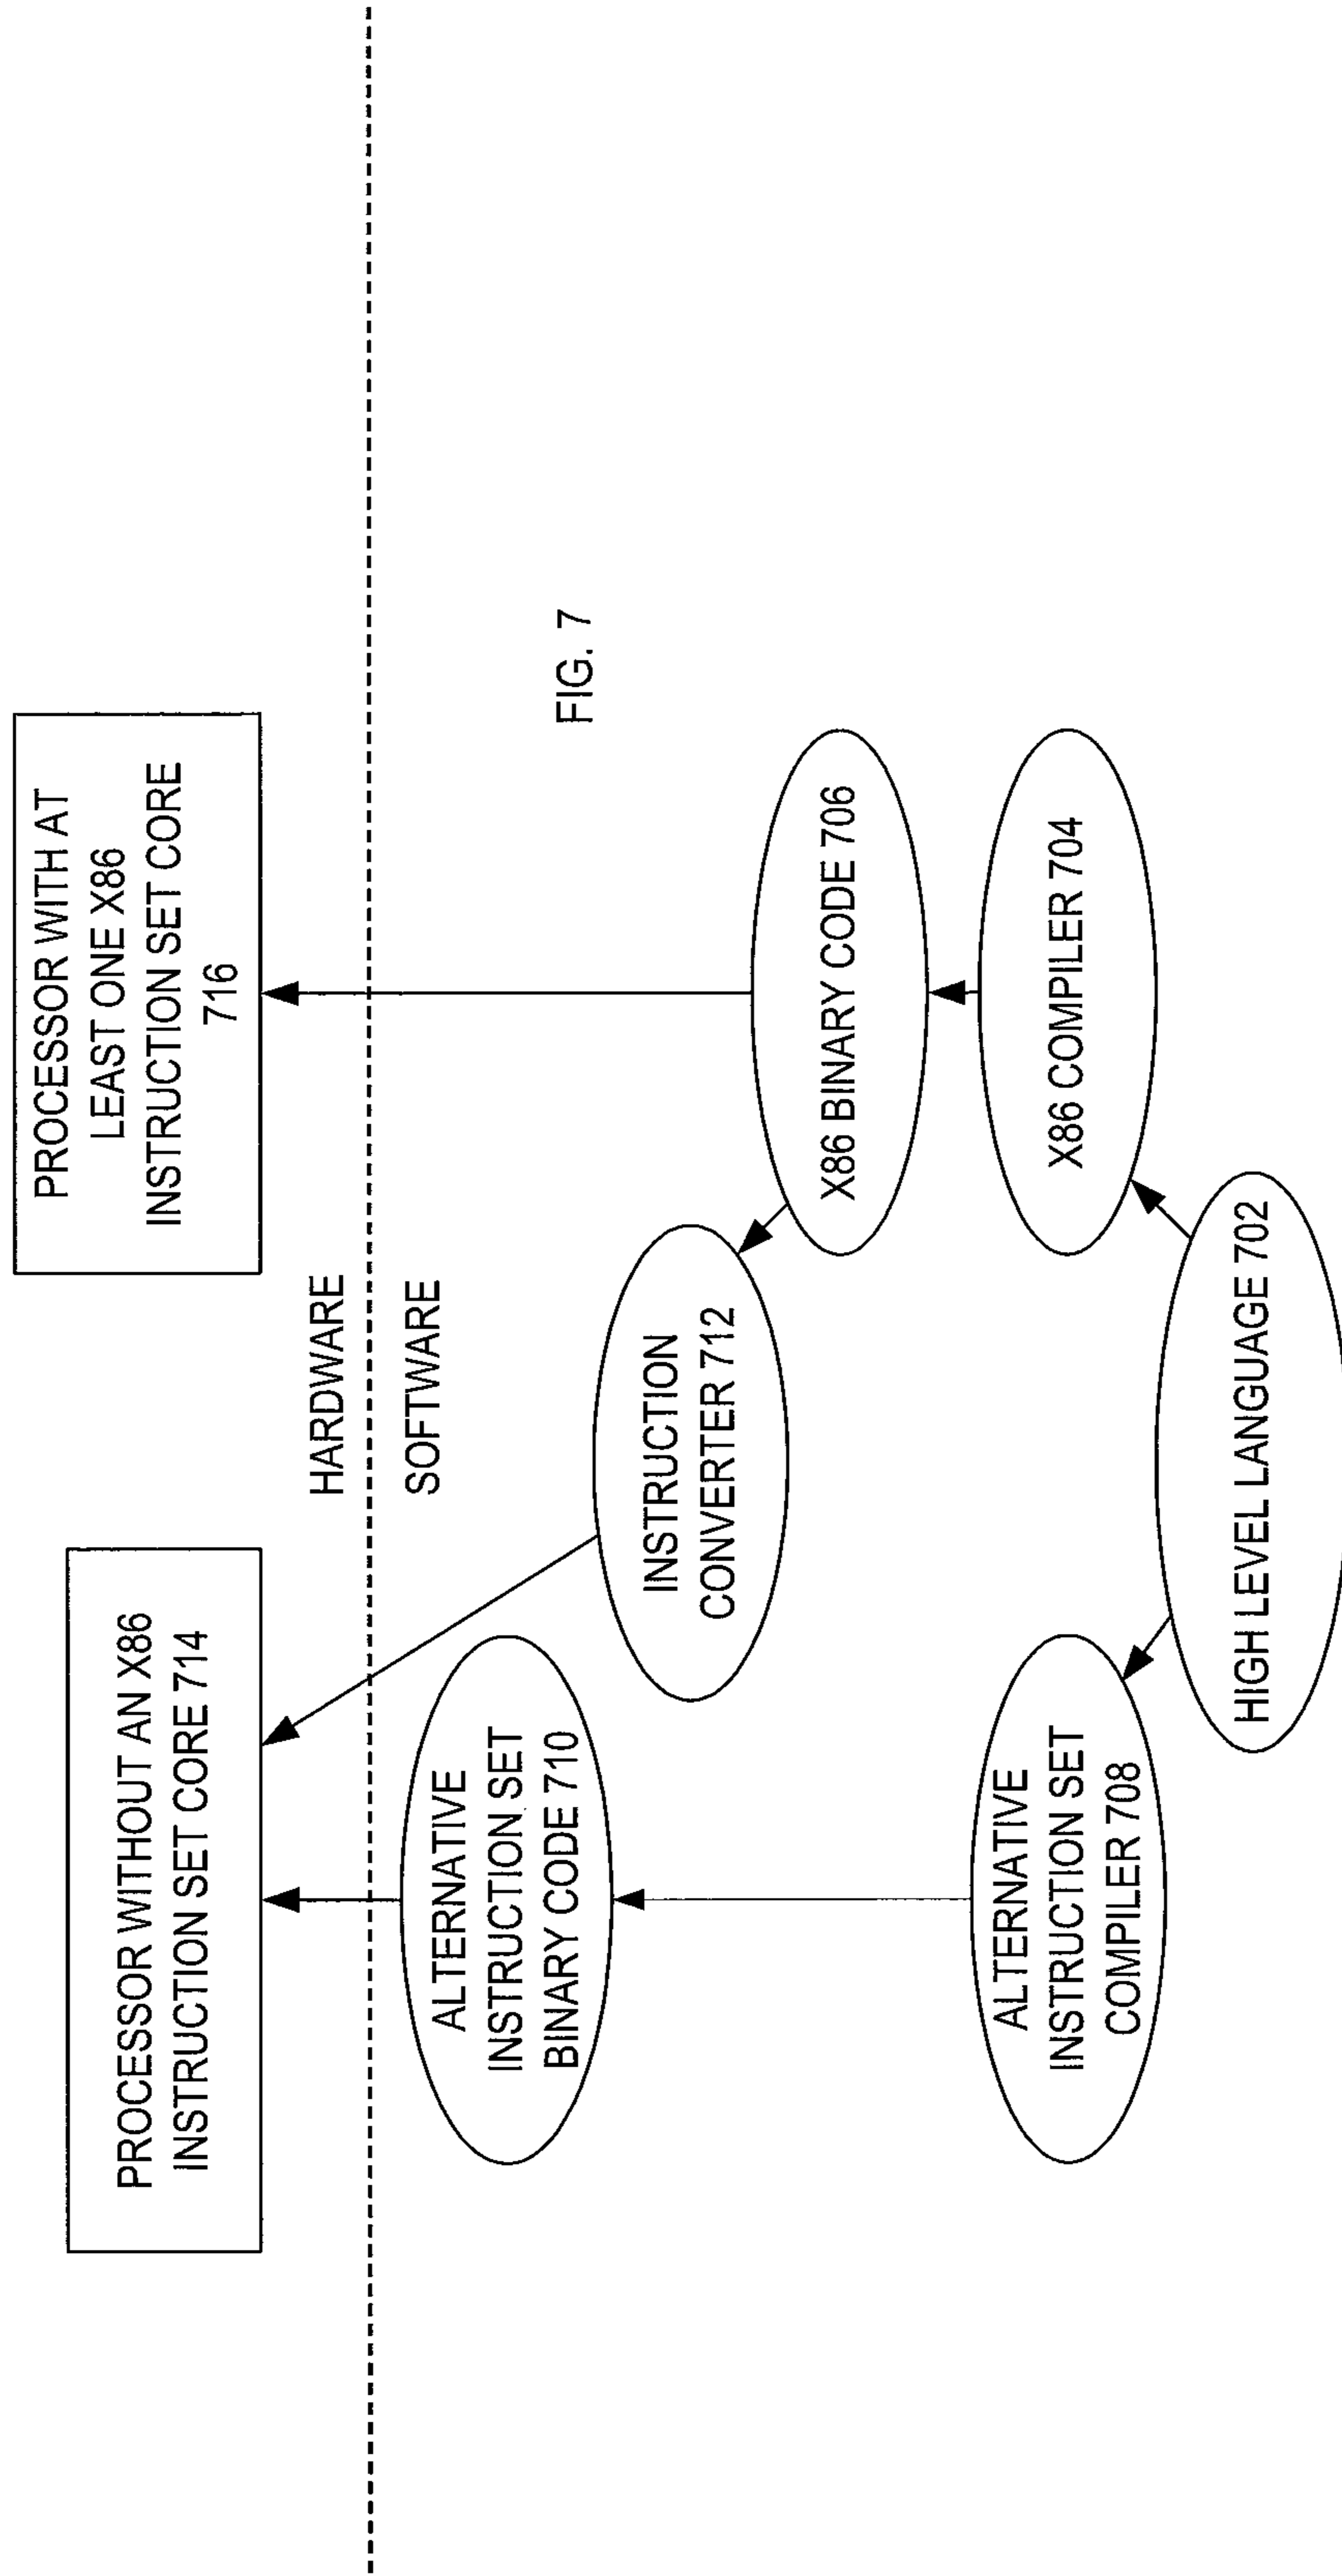 PROCESSOR WITHOUT AN X86
INSTRUCTION SET CORE 714
PROCESSOR WITH AT
LEAST ONE X86
INSTRUCTION SET CORE
716
HARDWARE
SOFTWARE
ALTERNATIVE
INSTRUCTION SET
BINARY CODE 710
INSTRUCTION
CONVERTER 712
FIG. 7
X86 BINARY CODE 706
ALTERNATIVE
INSTRUCTION SET
COMPILER 708
X86 COMPILER 704
HIGH LEVEL LANGUAGE 702